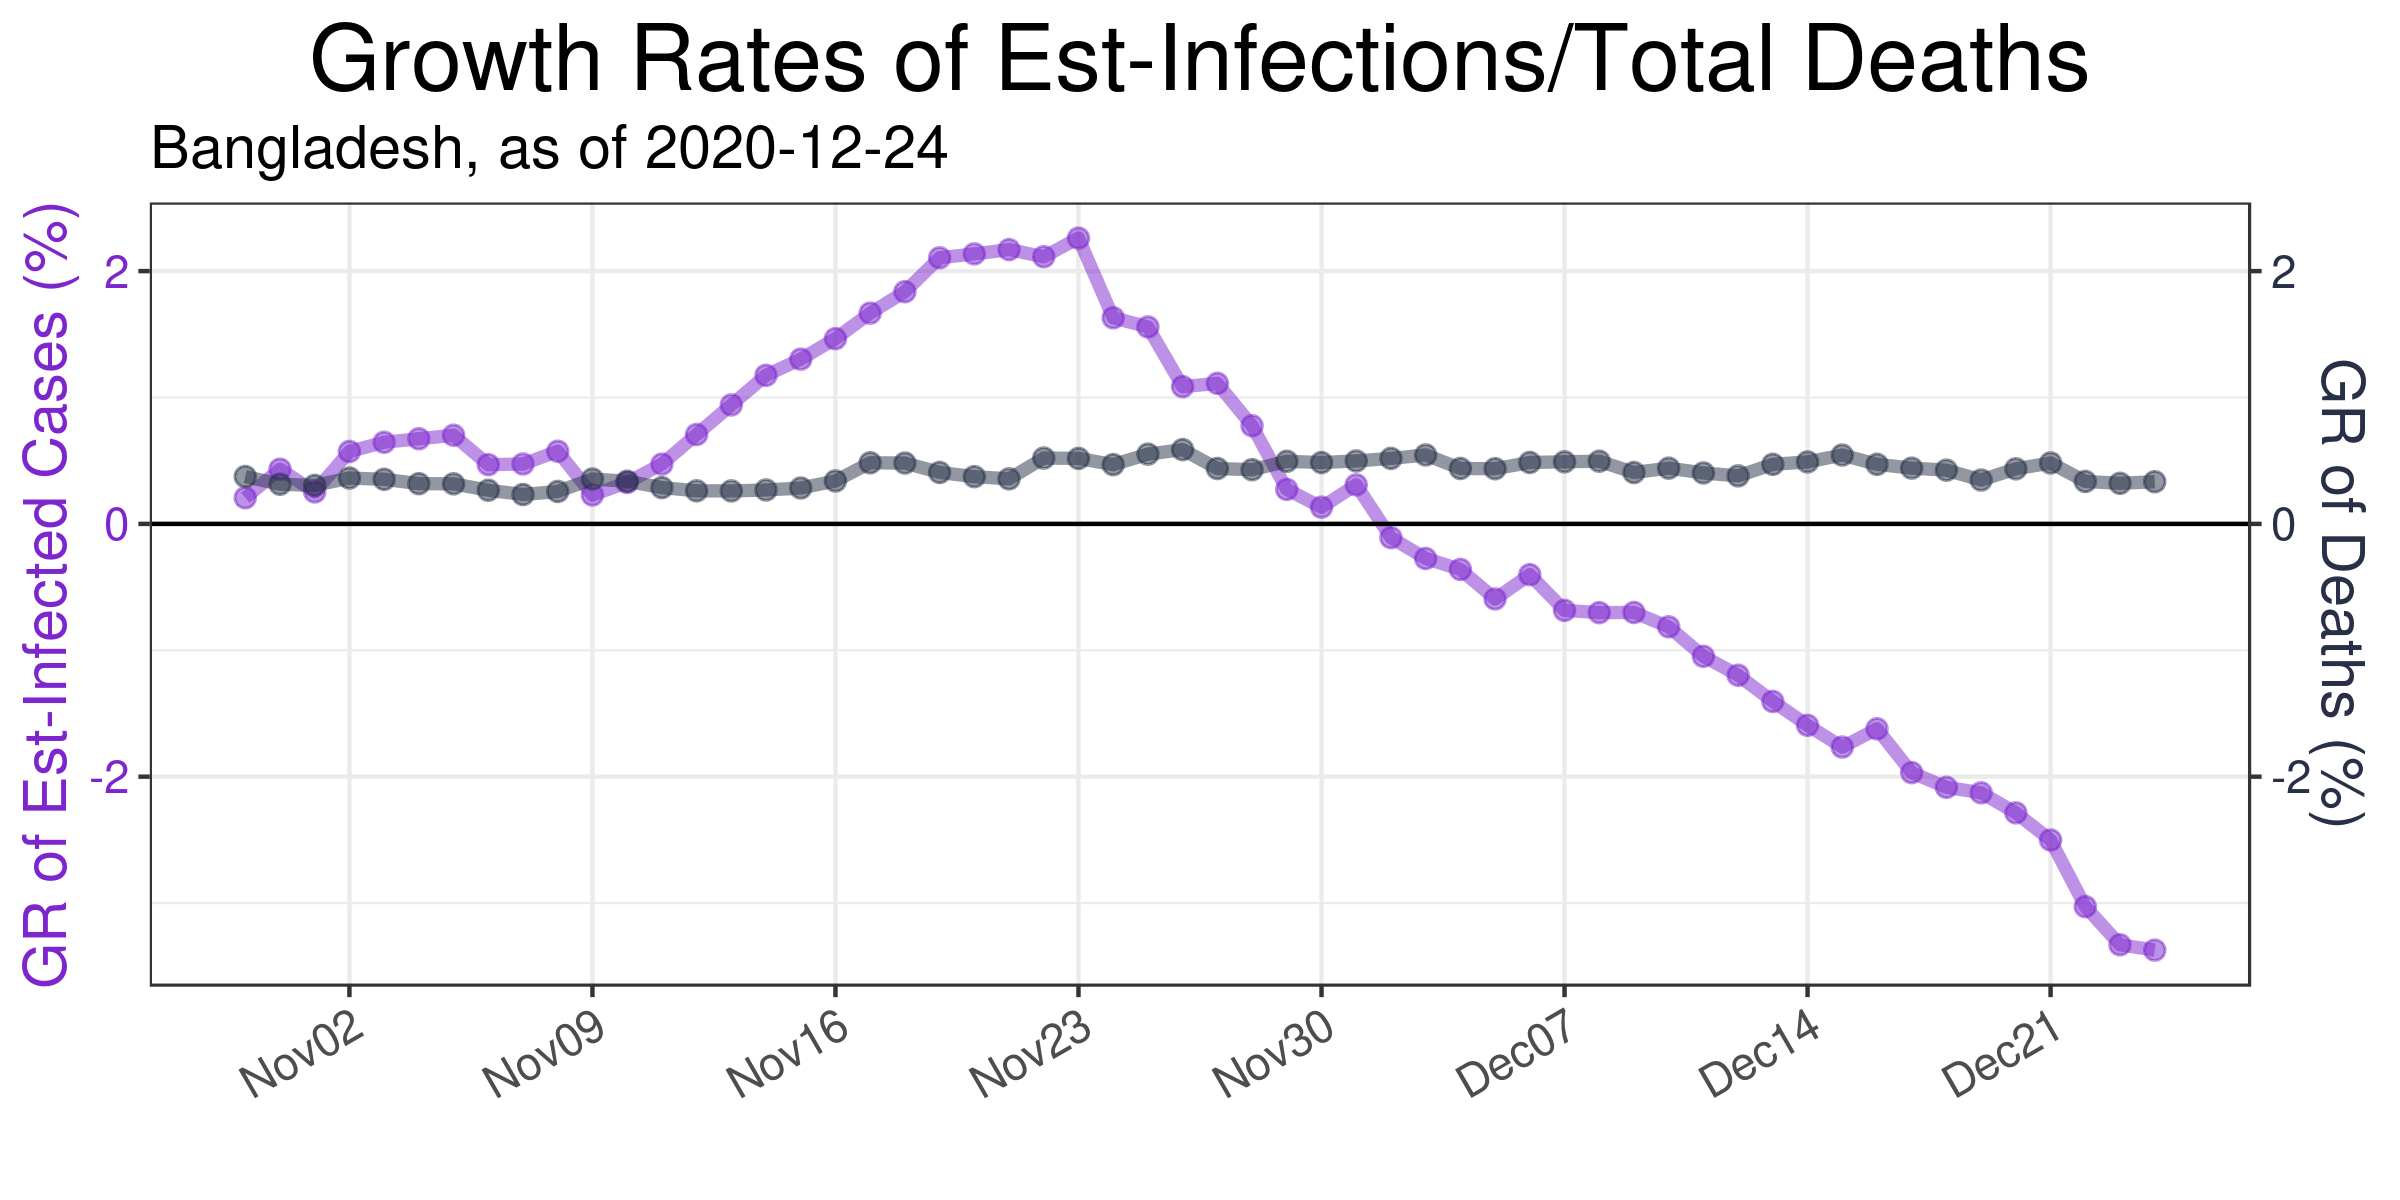 Growth Rates of Est-Infections/Total Deaths
Bangladesh, as of 2020-12-24
GR of Est-Infected Cases (%)
2
0
-2
2
0
-2
GR of Deaths (%)
Nov02
Nov09
Nov16
Nov23
Nov30
Dec07
Dec14
Dec21